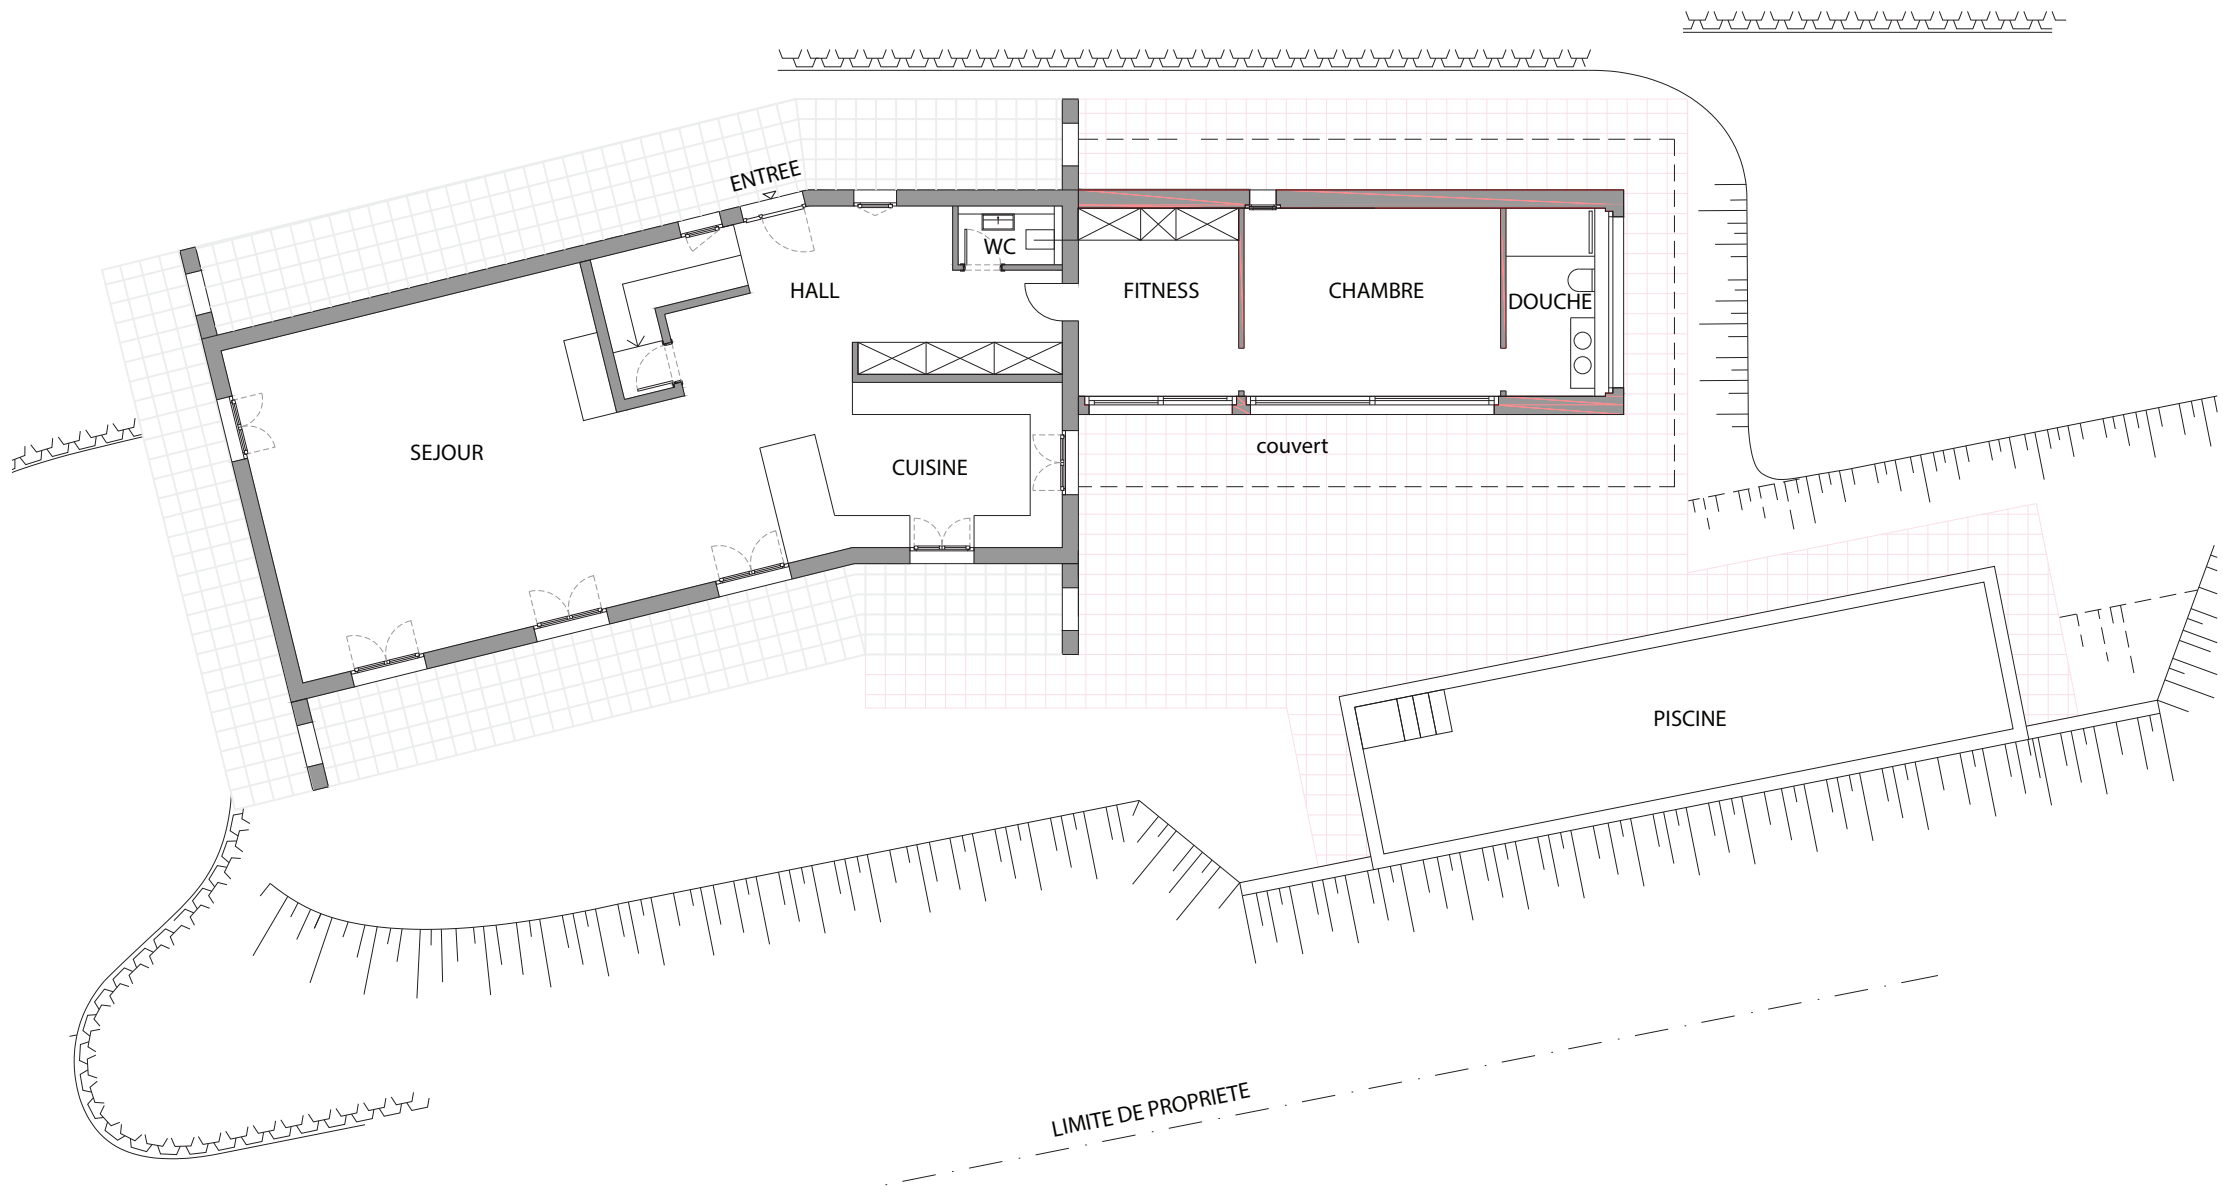 ENTREE
WC
HALL
FITNESS
CHAMBRE
DOUCHE
SEJOUR
CUISINE
couvert
PISCINE
LIMITE DE PROPRIETE